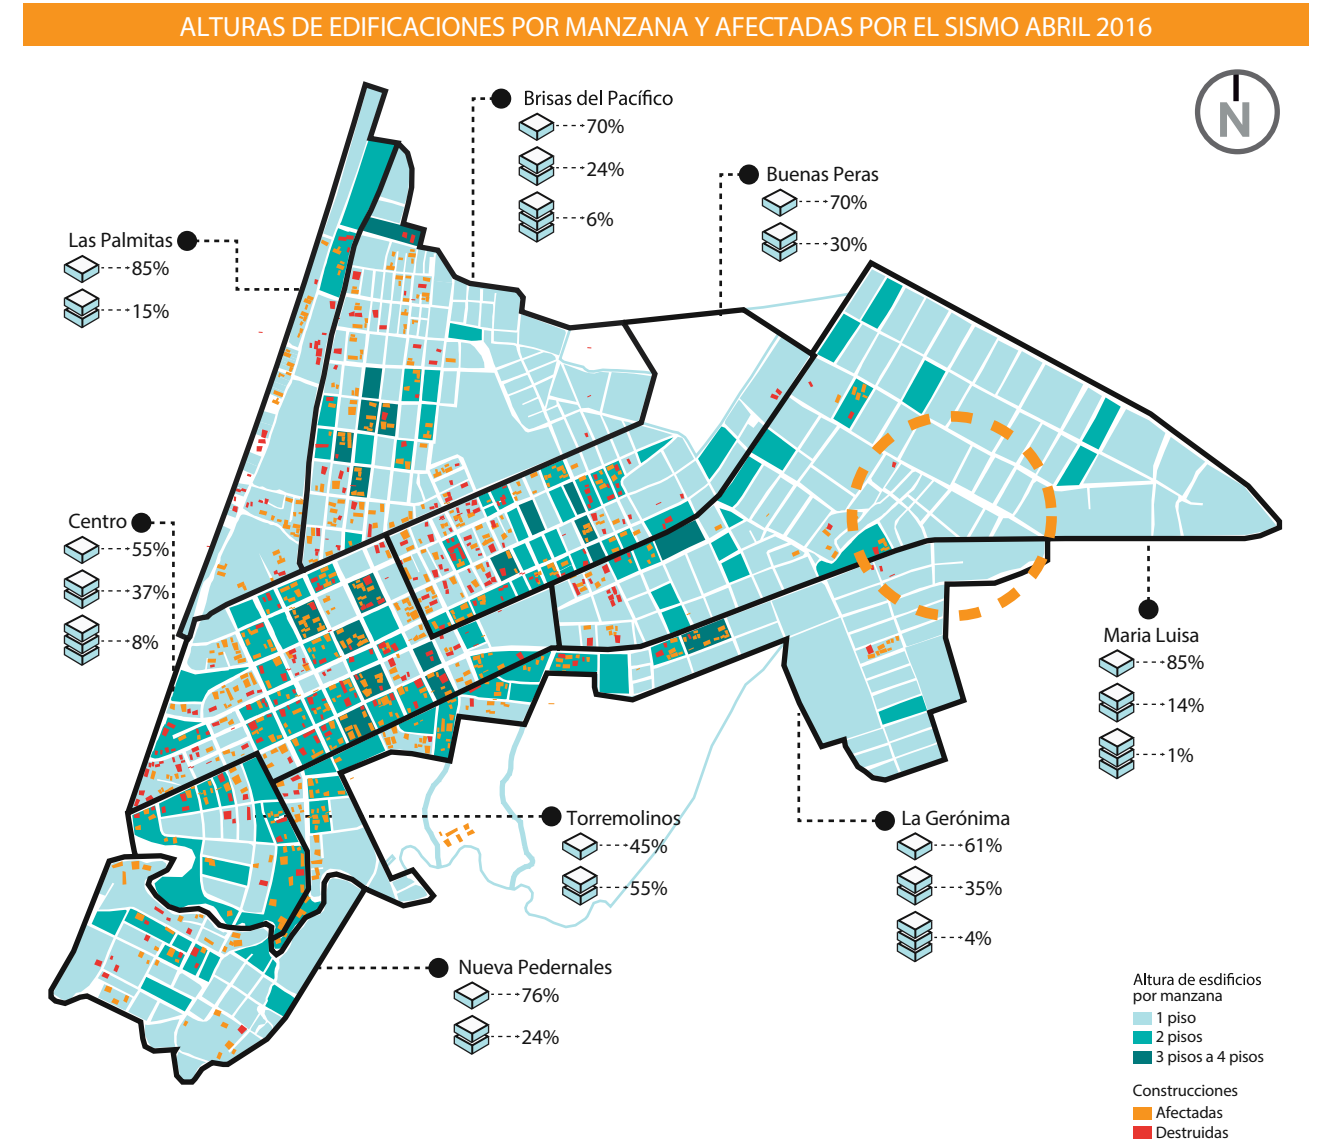 ALTURAS DE EDIFICACIONES POR MANZANA Y AFECTADAS POR EL SISMO ABRIL 2016
N
Brisas del Pacífico
70%
24%
6%
Buenas Peras
70%
30%
Las Palmitas
85%
15%
Centro
55%
37%
8%
Maria Luisa
85%
14%
1%
Torremolinos
45%
55%
La Gerónima
61%
35%
4%
Nueva Pedernales
76%
24%
Altura de esdificios
por manzana
1 piso
2 pisos
3 pisos a 4 pisos
Construcciones
Afectadas
Destruidas